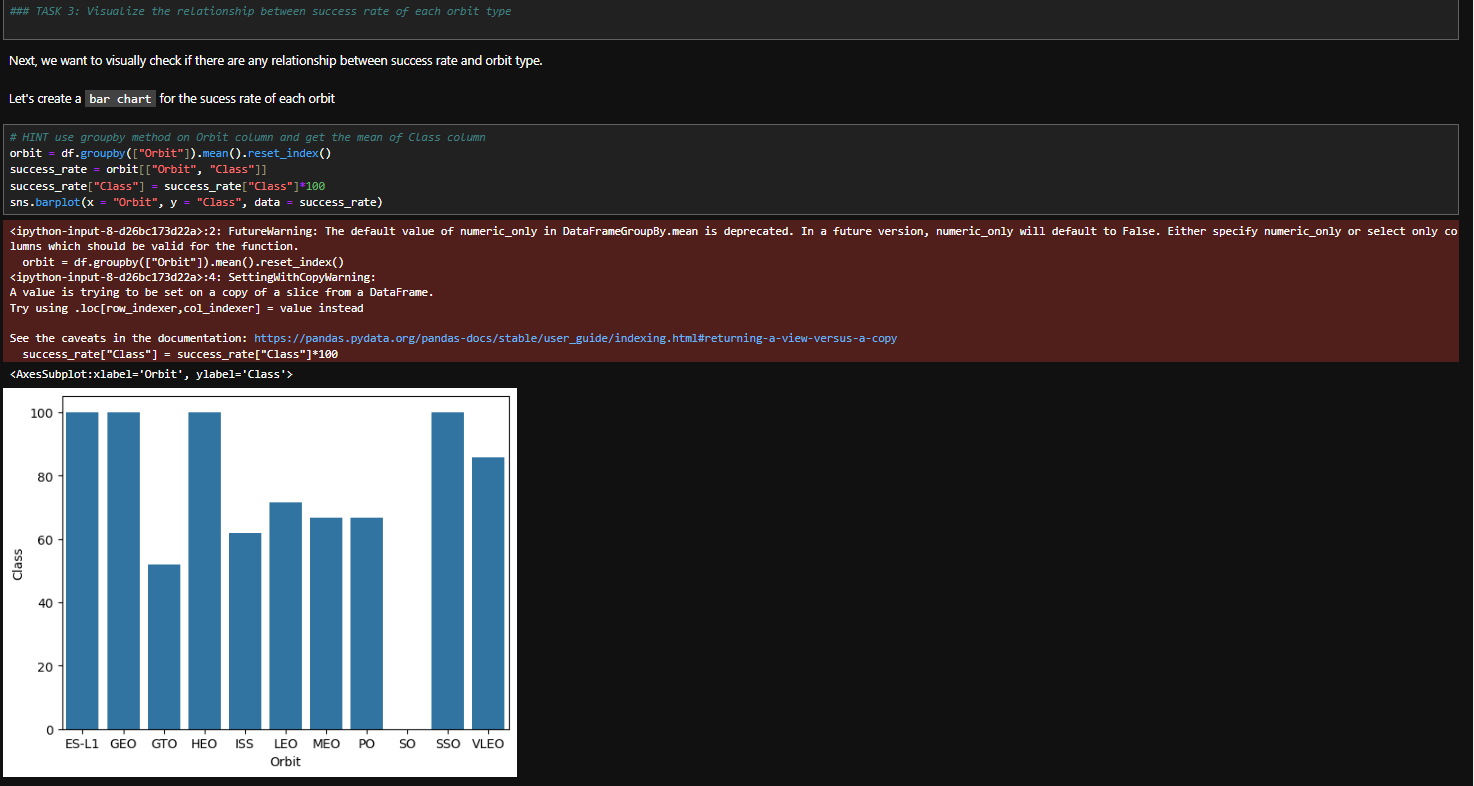 ### TASK 3: Visualize the relationship between success rate of each orbit type
Next, we want to visually check if there are any relationship between success rate and orbit type.
Let's create a bar chart for the sucess rate of each orbit
# HINT use groupby method on Orbit column and get the mean of Class column
orbit = df.groupby(["Orbit"]).mean().reset_index()
success_rate = orbit[["Orbit", "Class"]]
success_rate["Class"] = success_rate["Class"]*100
sns.barplot(x = "Orbit", y = "Class", data = success_rate)
<ipython-input-8-d26bc173d22a>:2: FutureWarning: The default value of numeric_only in DataFrameGroupBy.mean is deprecated. In a future version, numeric_only will default to False. Either specify numeric_only or select only co
lumns which should be valid for the function.
  orbit = df.groupby(["Orbit"]).mean().reset_index()
<ipython-input-8-d26bc173d22a>:4: SettingWithCopyWarning:
A value is trying to be set on a copy of a slice from a DataFrame.
Try using .loc[row_indexer,col_indexer] = value instead
See the caveats in the documentation: https://pandas.pydata.org/pandas-docs/stable/user_guide/indexing.html#returning-a-view-versus-a-copy
  success_rate["Class"] = success_rate["Class"]*100
<AxesSubplot:xlabel='Orbit', ylabel='Class'>
100
80
60
40
20
0
Class
ES-L1 GEO GTO HEO ISS LEO MEO PO SO SSO VLEO
Orbit